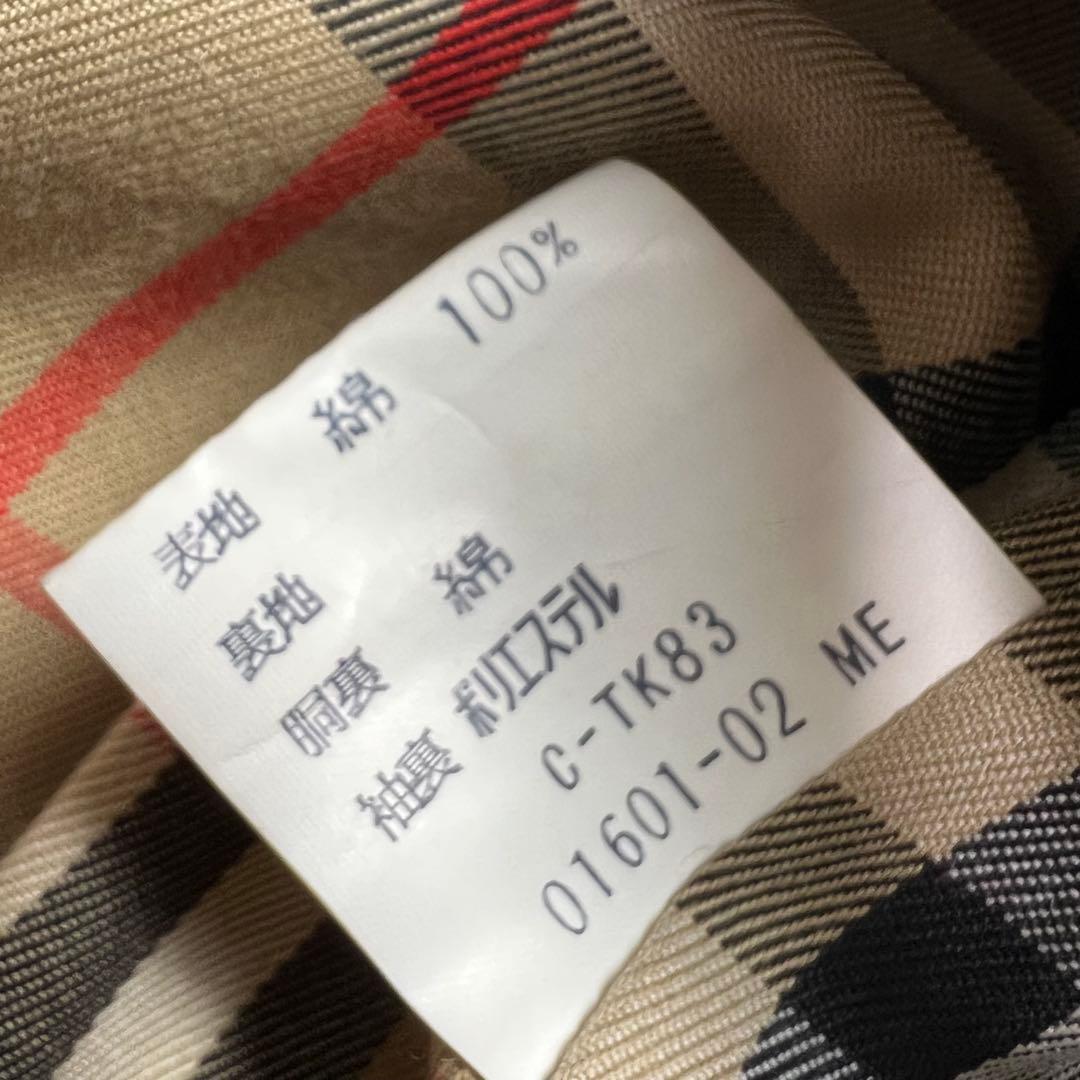 表地 綿 100%
裏地
胴裏 綿
袖裏 ポリエステル
C-TK83
01601-02 ME